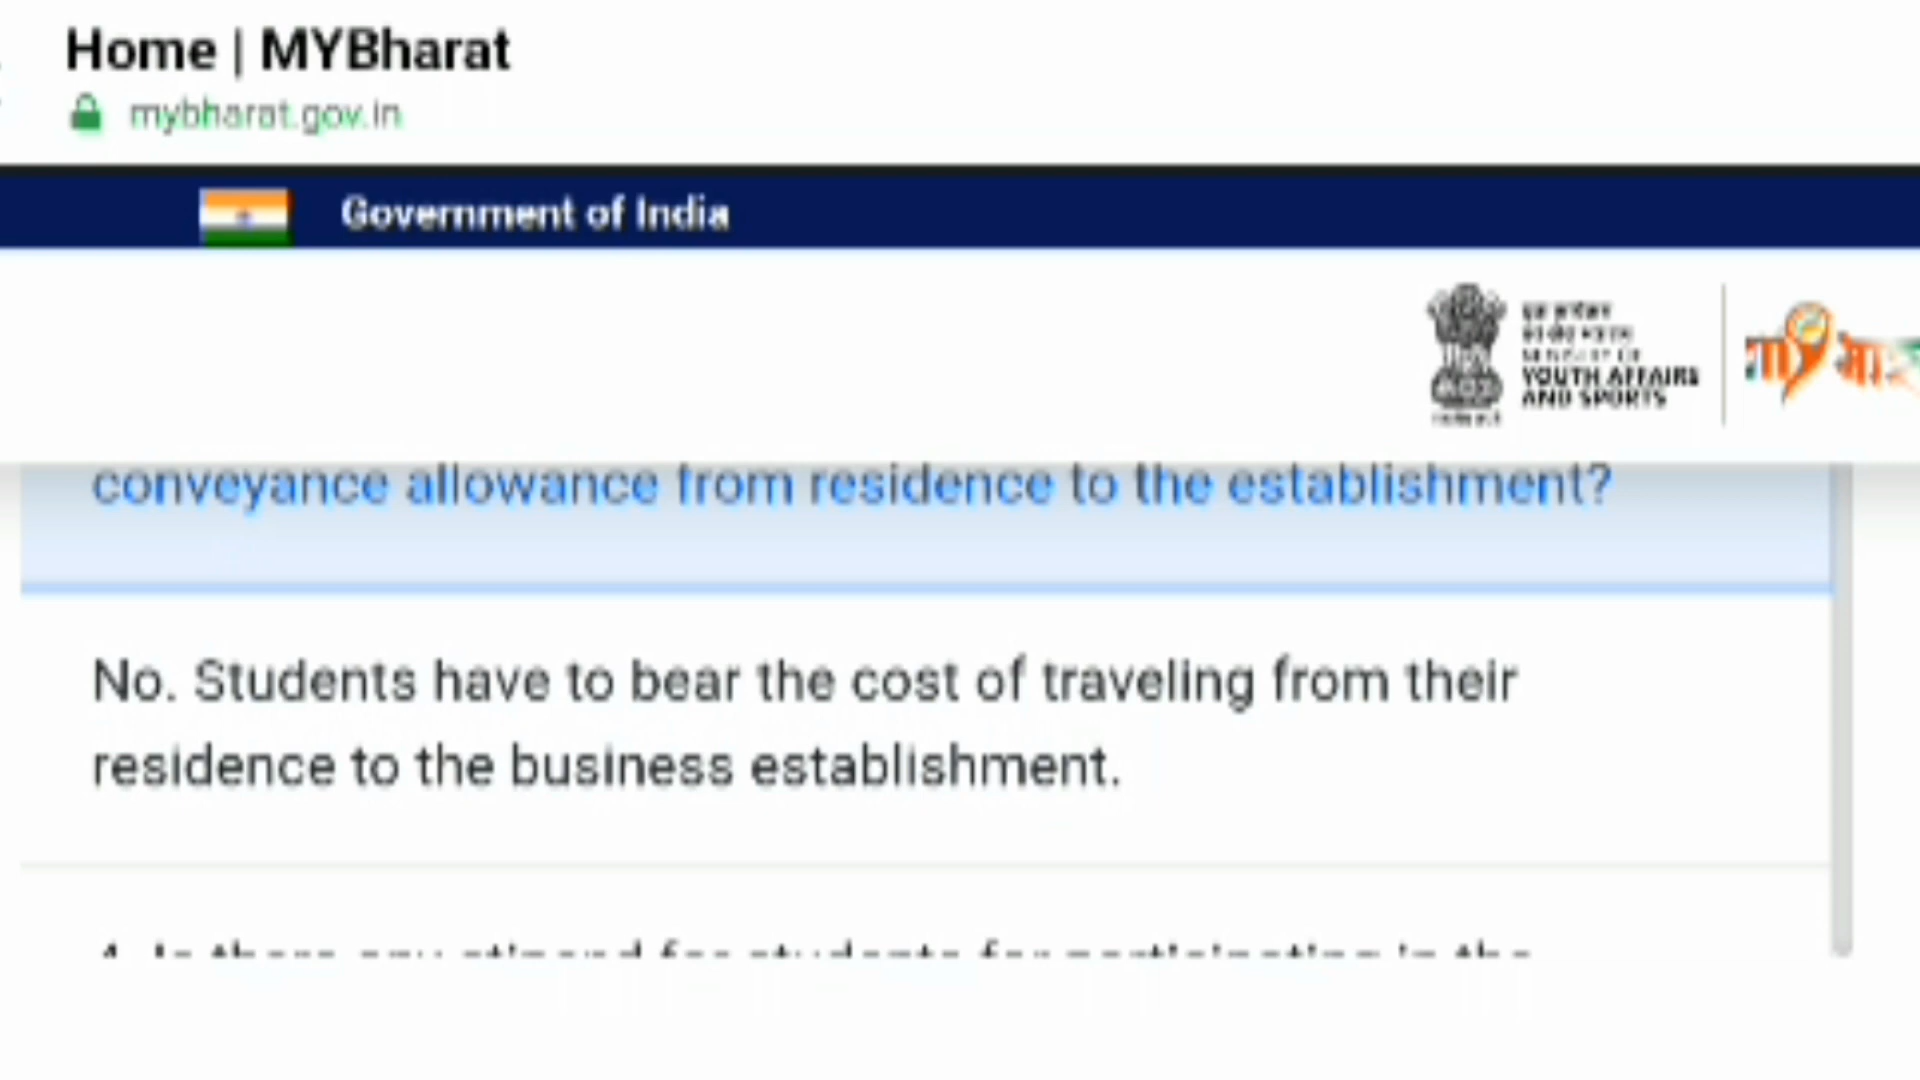 Home | MYBharat
mybharat.gov.in
Government of India
YOUTH AFFAIRS
AND SPORTS
conveyance allowance from residence to the establishment?
No. Students have to bear the cost of traveling from their
residence to the business establishment.